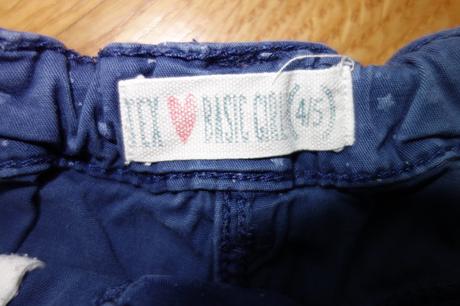 TEX ♥ BASIC GIRL (4/5)